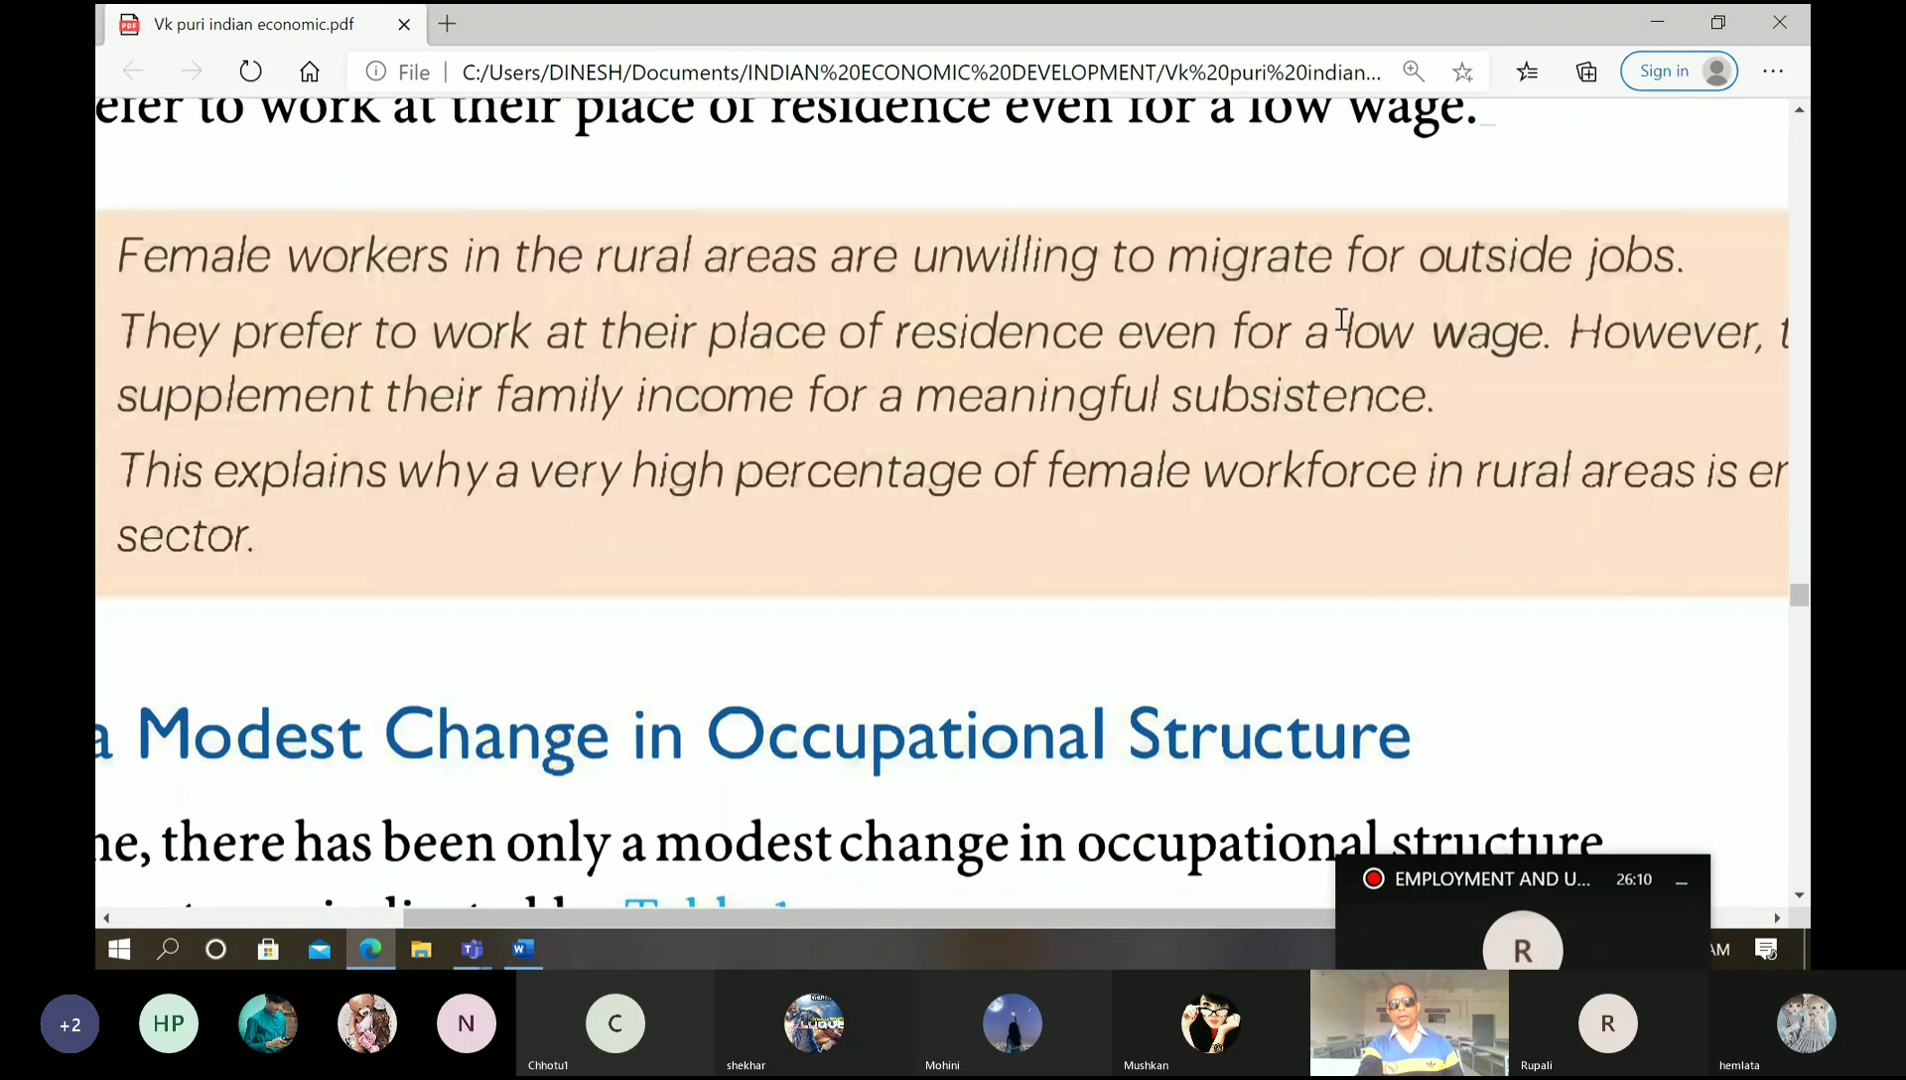 Vk puri indian economic.pdf
File | C:/Users/DINESH/Documents/INDIAN%20ECONOMIC%20DEVELOPMENT/Vk%20puri%20indian...
Sign in
efer to work at their place of residence even for a low wage.
Female workers in the rural areas are unwilling to migrate for outside jobs.
They prefer to work at their place of residence even for a low wage. However, t
supplement their family income for a meaningful subsistence.
This explains why a very high percentage of female workforce in rural areas is er
sector.
a Modest Change in Occupational Structure
ne, there has been only a modest change in occupational structure
EMPLOYMENT AND U... 26:10
R
AM
+2 HP N C R
Chhotu1 shekhar Mohini Mushkan Rupali hemlata